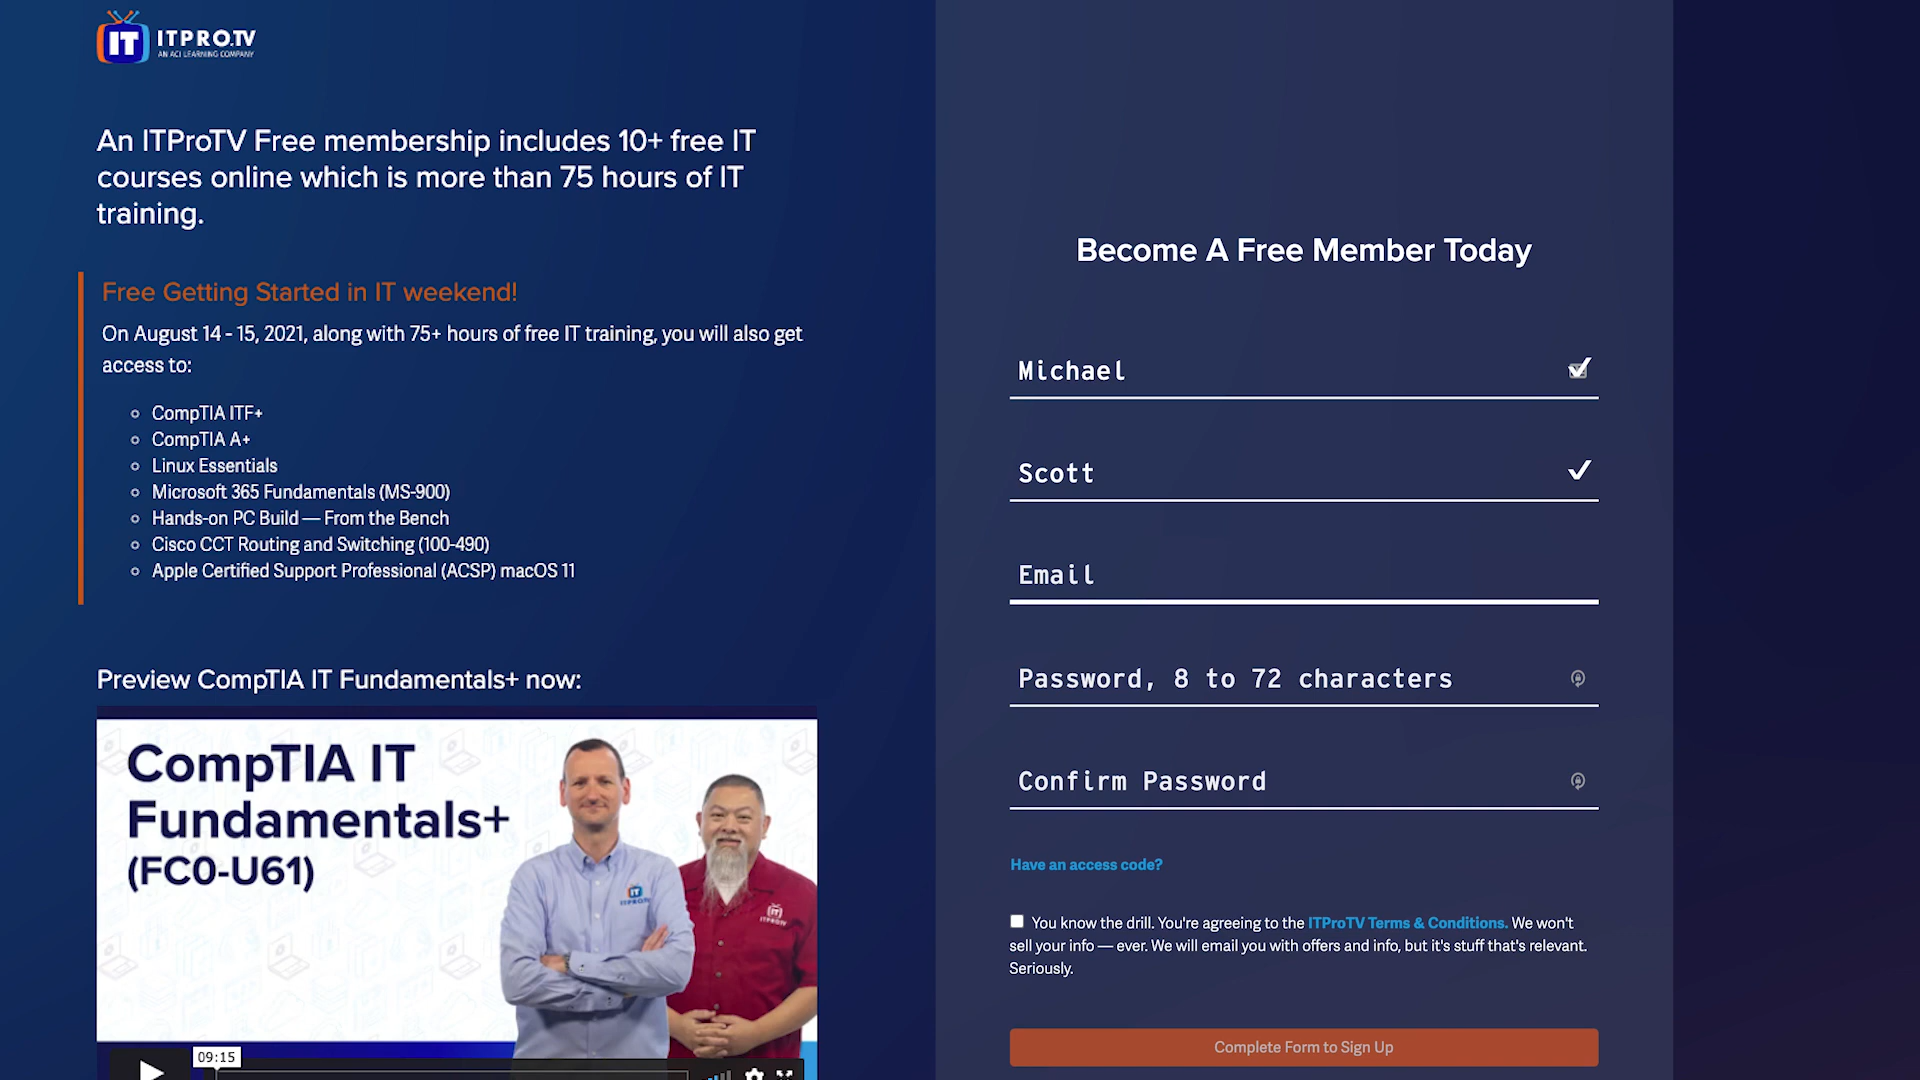 IT ITPRO.TV
AN ACI LEARNING COMPANY
An ITProTV Free membership includes 10+ free IT
courses online which is more than 75 hours of IT
training.
Free Getting Started in IT weekend!
On August 14 - 15, 2021, along with 75+ hours of free IT training, you will also get
access to:
CompTIA ITF+
CompTIA A+
Linux Essentials
Microsoft 365 Fundamentals (MS-900)
Hands-on PC Build — From the Bench
Cisco CCT Routing and Switching (100-490)
Apple Certified Support Professional (ACSP) macOS 11
Preview CompTIA IT Fundamentals+ now:
CompTIA IT
Fundamentals+
(FC0-U61)
IT
ITPRO.TV
IT
ITPRO.TV
09:15
Become A Free Member Today
Michael
Scott
Email
Password, 8 to 72 characters
Confirm Password
Have an access code?
You know the drill. You're agreeing to the ITProTV Terms & Conditions. We won't
sell your info — ever. We will email you with offers and info, but it's stuff that's relevant.
Seriously.
Complete Form to Sign Up